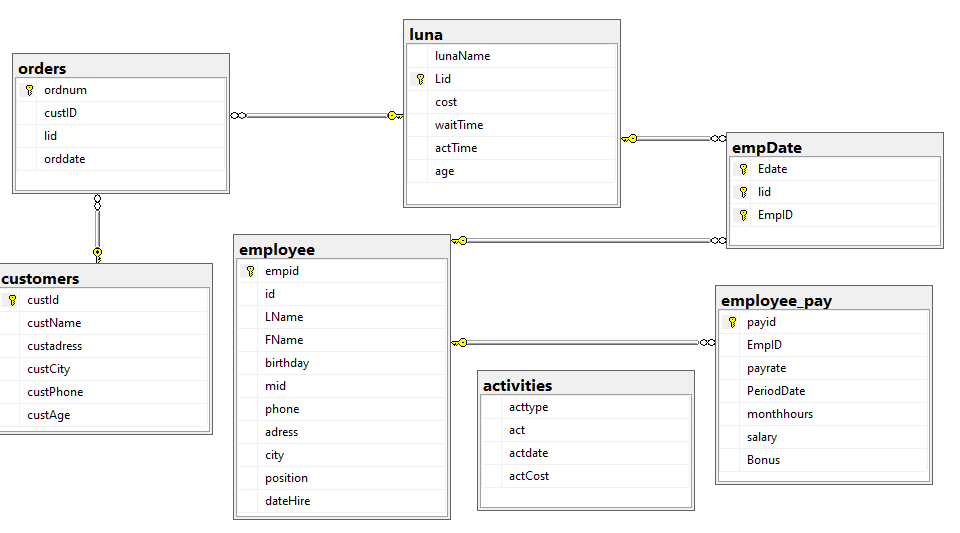 luna
lunaName
Lid
cost
waitTime
actTime
age
orders
ordnum
custID
lid
orddate
empDate
Edate
lid
EmpID
employee
empid
id
LName
FName
birthday
mid
phone
adress
city
position
dateHire
customers
custId
custName
custadress
custCity
custPhone
custAge
employee_pay
payid
EmpID
payrate
PeriodDate
monthhours
salary
Bonus
activities
acttype
act
actdate
actCost